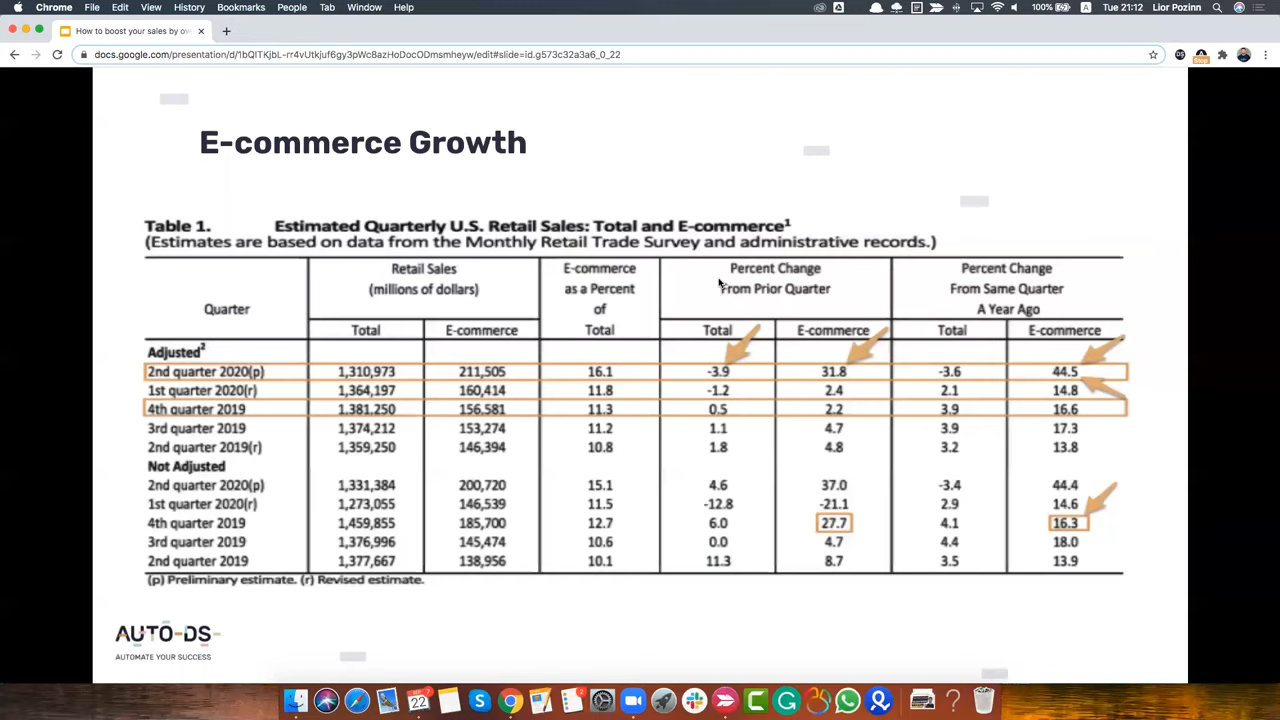 Chrome File Edit View History Bookmarks People Tab Window Help 100% Tue 21:12 Lior Pozinn
How to boost your sales by ov
docs.google.com/presentation/d/1bQITKjbL-rr4vUtkjuf6gy3pWc8azHoDocODmsmheyw/edit#slide=id.g573c32a3a6_0_22
Stop
E-commerce Growth
Table 1. Estimated Quarterly U.S. Retail Sales: Total and E-commerce¹
(Estimates are based on data from the Monthly Retail Trade Survey and administrative records.)
Quarter
Retail Sales
(millions of dollars)
E-commerce
as a Percent
of
Total
Percent Change
From Prior Quarter
Percent Change
From Same Quarter
A Year Ago
Total E-commerce Total E-commerce Total E-commerce
Adjusted²
2nd quarter 2020(p) 1,310,973 211,505 16.1 -3.9 31.8 -3.6 44.5
1st quarter 2020(r) 1,364,197 160,414 11.8 -1.2 2.4 2.1 14.8
4th quarter 2019 1,381,250 156,581 11.3 0.5 2.2 3.9 16.6
3rd quarter 2019 1,374,212 153,274 11.2 1.1 4.7 3.9 17.3
2nd quarter 2019(r) 1,359,250 146,394 10.8 1.8 4.8 3.2 13.8
Not Adjusted
2nd quarter 2020(p) 1,331,384 200,720 15.1 4.6 37.0 -3.4 44.4
1st quarter 2020(r) 1,273,055 146,539 11.5 -12.8 -21.1 2.9 14.6
4th quarter 2019 1,459,855 185,700 12.7 6.0 27.7 4.1 16.3
3rd quarter 2019 1,376,996 145,474 10.6 0.0 4.7 4.4 18.0
2nd quarter 2019 1,377,667 138,956 10.1 11.3 8.7 3.5 13.9
(p) Preliminary estimate. (r) Revised estimate.
AUTO-DS
AUTOMATE YOUR SUCCESS